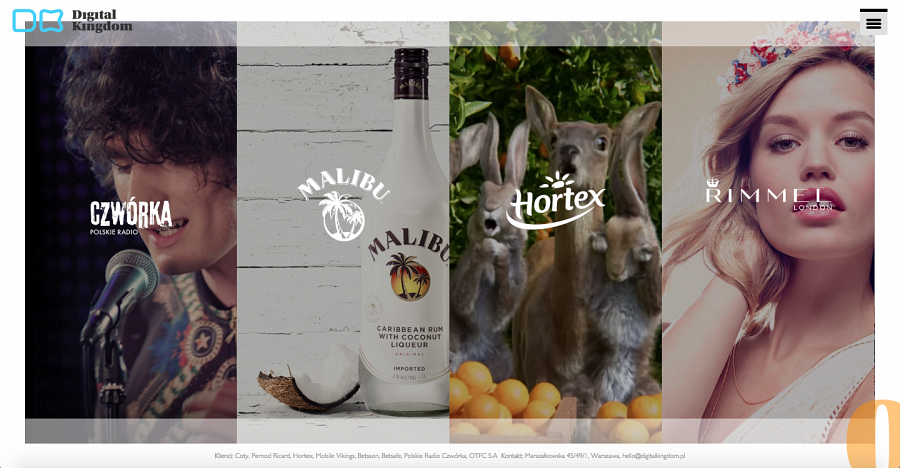 Digital
Kingdom
CZWÓRKA
POLSKIE RADIO
MALIBU
MALIBU
CARIBBEAN RUM
WITH COCONUT
LIQUEUR
ORIGINAL
IMPORTED
Hortex
RIMMEL
LONDON
Klienci: Coty, Pernod Ricard, Hortex, Mobile Vikings, Betsson, Betsafe, Polskie Radio Czwórka, OTFC S.A Kontakt: Marszałkowska 45/49/1, Warszawa, hello@digitalkingdom.pl